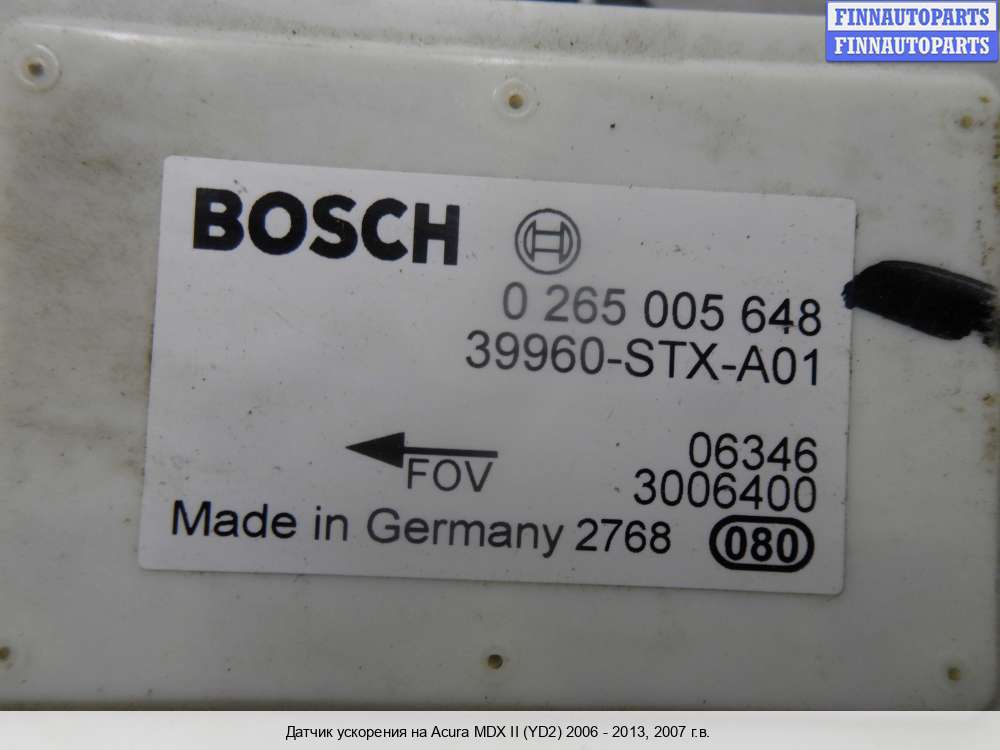 FINNAUTOPARTS
FINNAUTOPARTS
BOSCH
0 265 005 648
39960-STX-A01
FOV
06346
3006400
Made in Germany 2768 080
Датчик ускорения на Acura MDX II (YD2) 2006 - 2013, 2007 г.в.